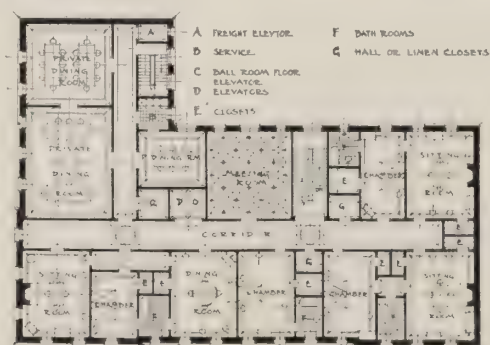 A FREIGHT ELEVTOR
B SERVICE
C BALL ROOM FLOOR
ELEVATOR
D ELEVATORS
E CLOSETS
F BATH ROOMS
G HALL OR LINEN CLOSETS
A
PRIVATE
DINING
ROOM
B
PRIVATE
DINING
ROOM
P. DINING RM
MEETING
ROOM
F
E
G
CHAMBER
SITTING
ROOM
C
D
CORRIDOR
E
E
SITTING
ROOM
CHAMBER
E
E
F
DINING
ROOM
CHAMBER
G
E
F
CHAMBER
E
F
SITTING
ROOM